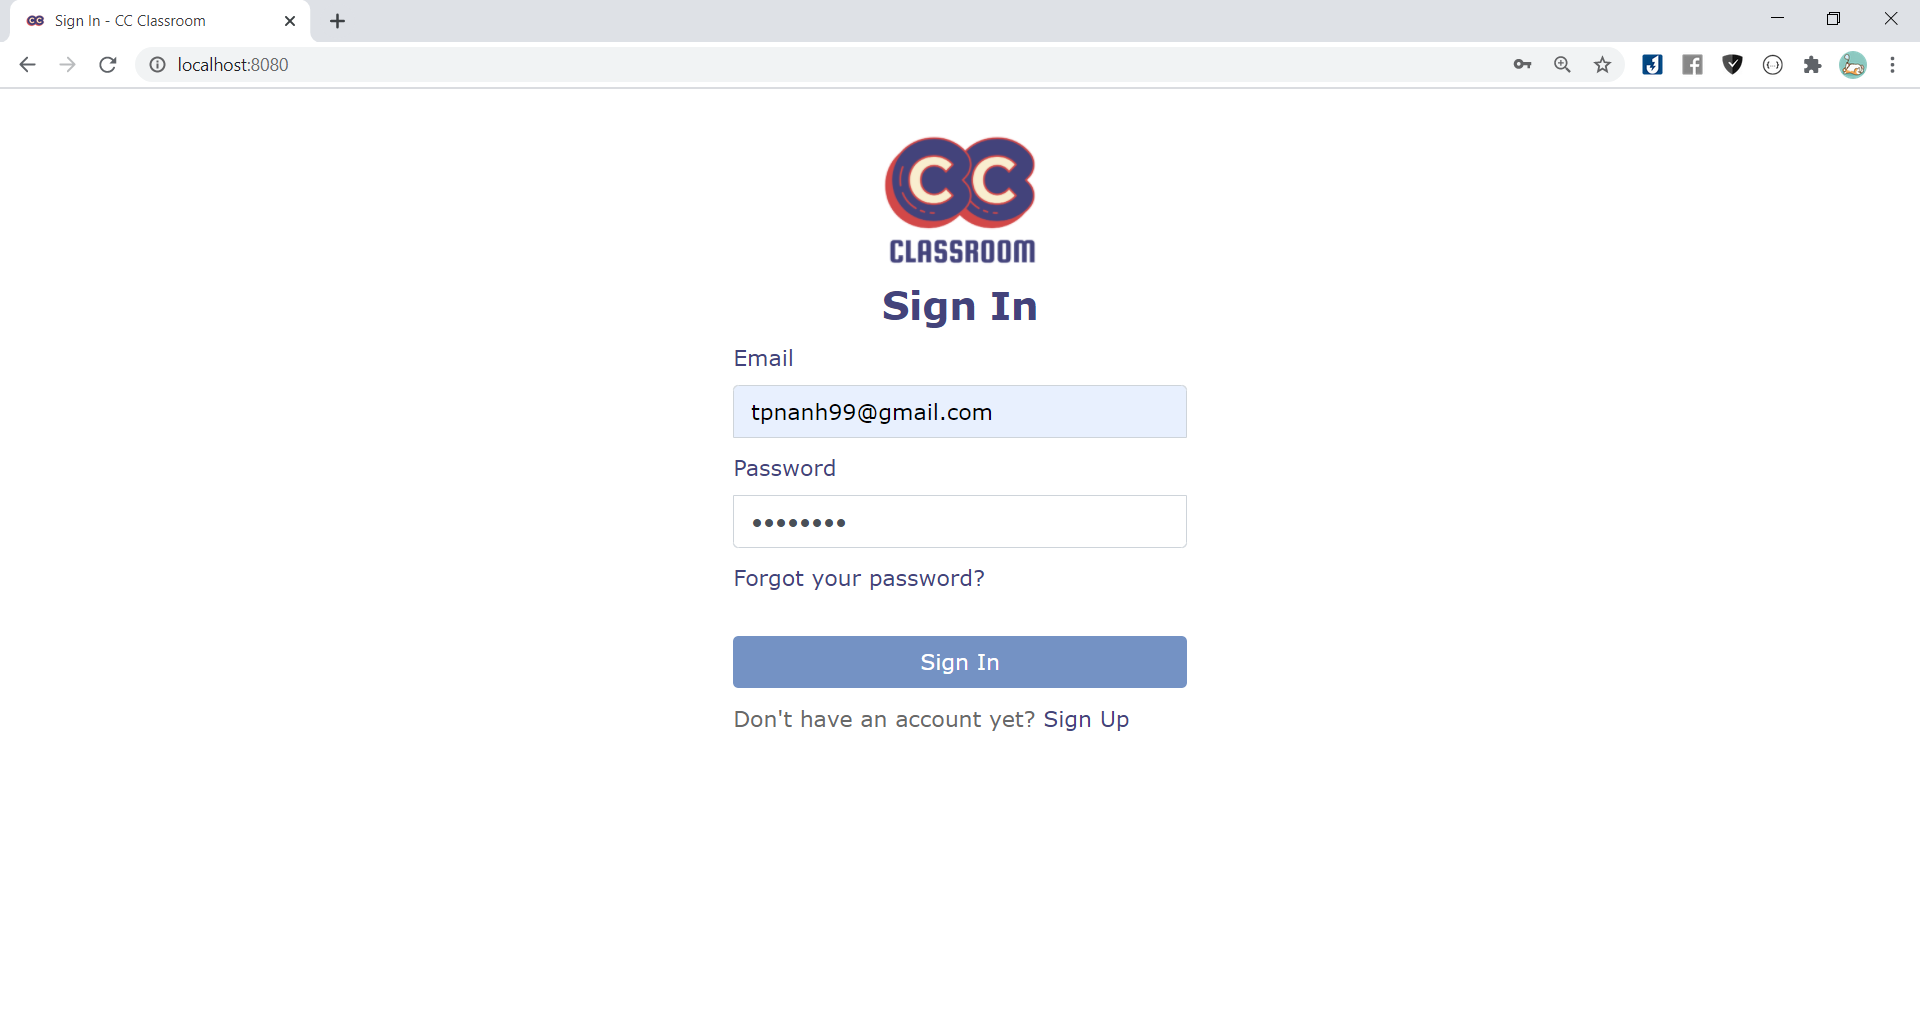 Sign In - CC Classroom
localhost:8080
CC
CLASSROOM
Sign In
Email
tpnanh99@gmail.com
Password
••••••••
Forgot your password?
Sign In
Don't have an account yet? Sign Up